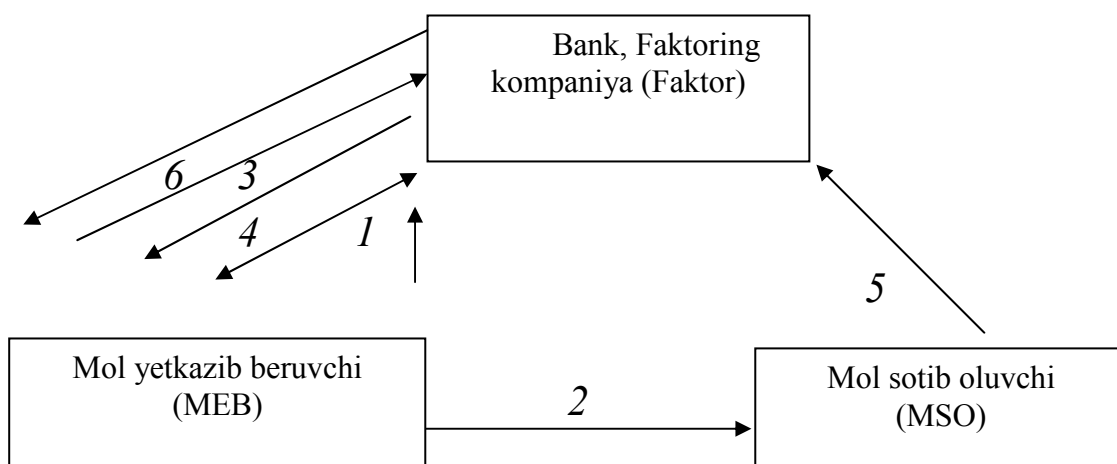 Bank, Faktoring
kompaniya (Faktor)
6
3
4
1
5
Mol yetkazib beruvchi
(MEB)
2
Mol sotib oluvchi
(MSO)